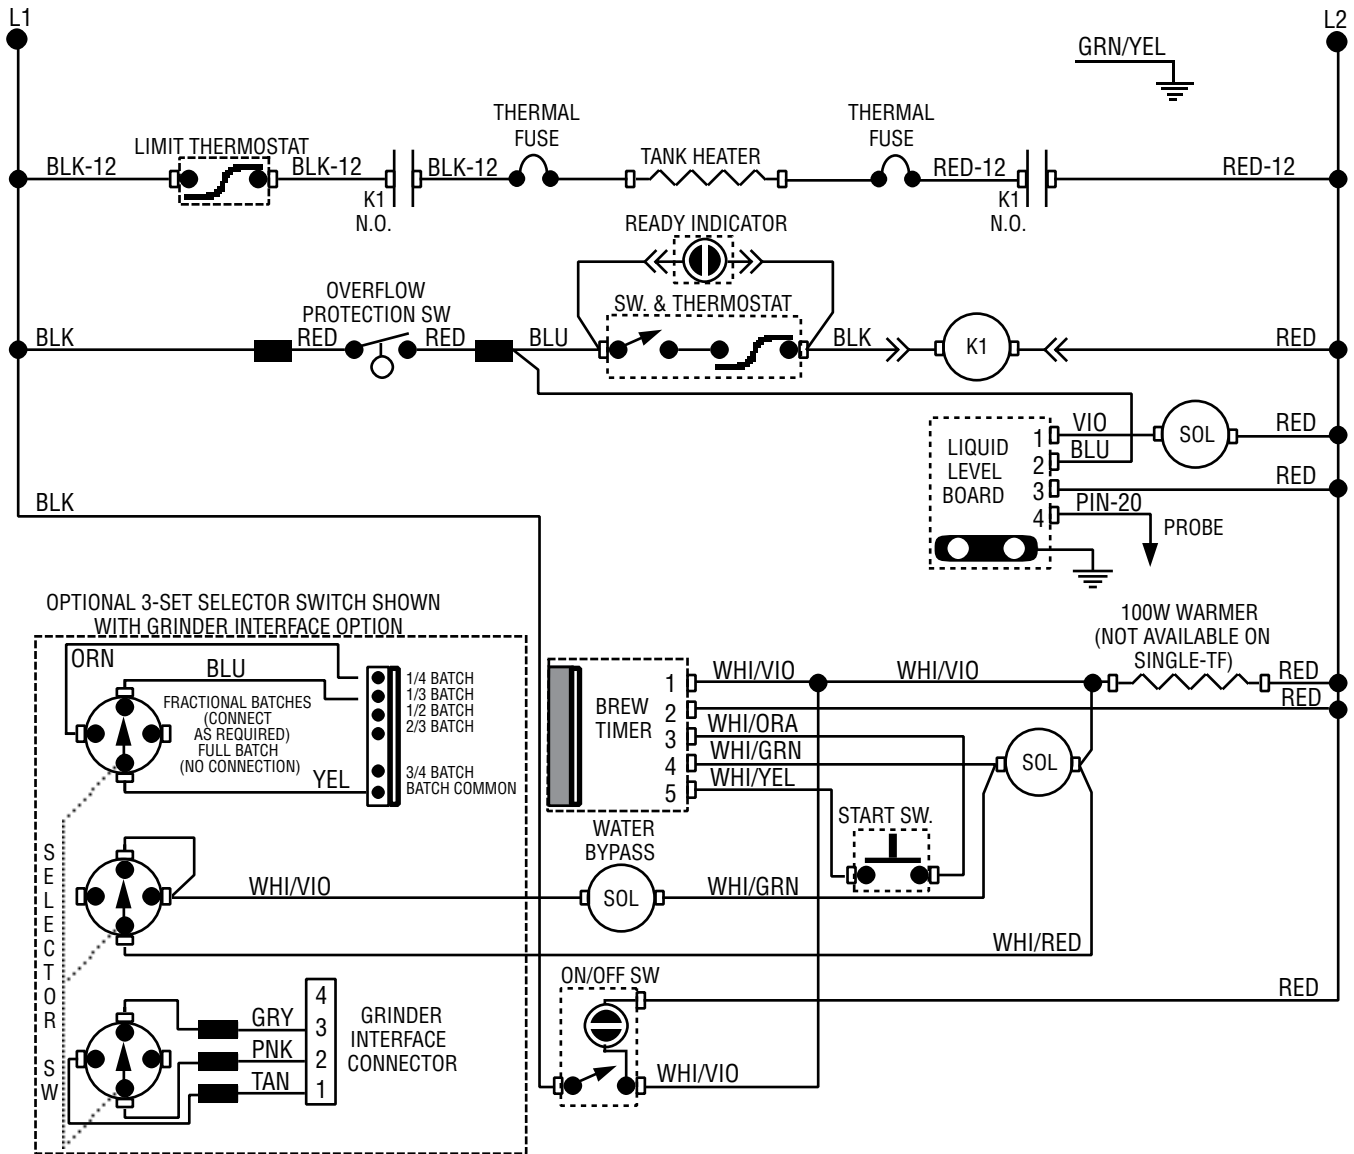 L1
L2
GRN/YEL
THERMAL
FUSE
THERMAL
FUSE
LIMIT THERMOSTAT
TANK HEATER
BLK-12
BLK-12
BLK-12
RED-12
RED-12
K1
N.O.
K1
N.O.
READY INDICATOR
OVERFLOW
PROTECTION SW
SW. & THERMOSTAT
BLK
RED
RED
BLU
BLK
K1
RED
LIQUID
LEVEL
BOARD
1
2
3
4
VIO
BLU
SOL
RED
RED
PIN-20
PROBE
BLK
OPTIONAL 3-SET SELECTOR SWITCH SHOWN
WITH GRINDER INTERFACE OPTION
ORN
BLU
FRACTIONAL BATCHES
(CONNECT
AS REQUIRED)
FULL BATCH
(NO CONNECTION)
YEL
1/4 BATCH
1/3 BATCH
1/2 BATCH
2/3 BATCH
3/4 BATCH
BATCH COMMON
100W WARMER
(NOT AVAILABLE ON
SINGLE-TF)
BREW
TIMER
1
2
3
4
5
WHI/VIO
WHI/VIO
RED
RED
WHI/ORA
WHI/GRN
WHI/YEL
SOL
START SW.
WATER
BYPASS
SELECTOR SW
WHI/VIO
SOL
WHI/GRN
WHI/RED
ON/OFF SW
RED
WHI/VIO
GRY
PNK
TAN
4
3
2
1
GRINDER
INTERFACE
CONNECTOR